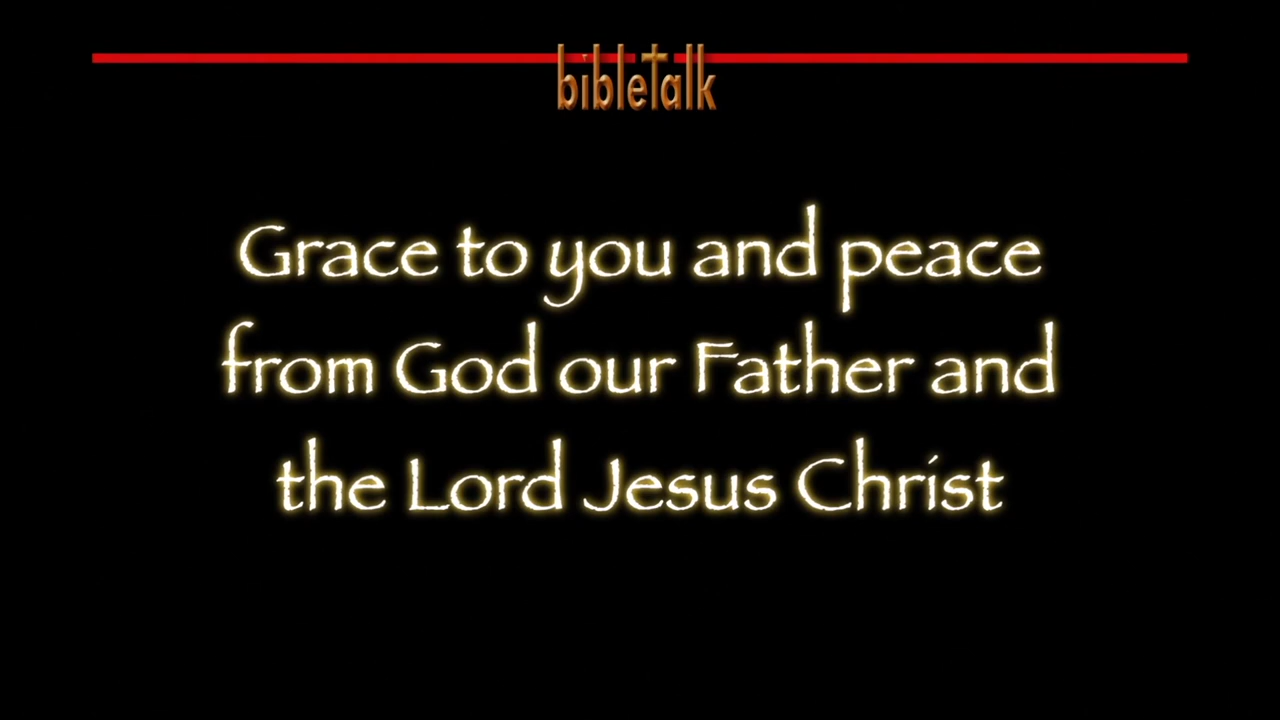 bibleTalk
Grace to you and peace
from God our Father and
the Lord Jesus Christ